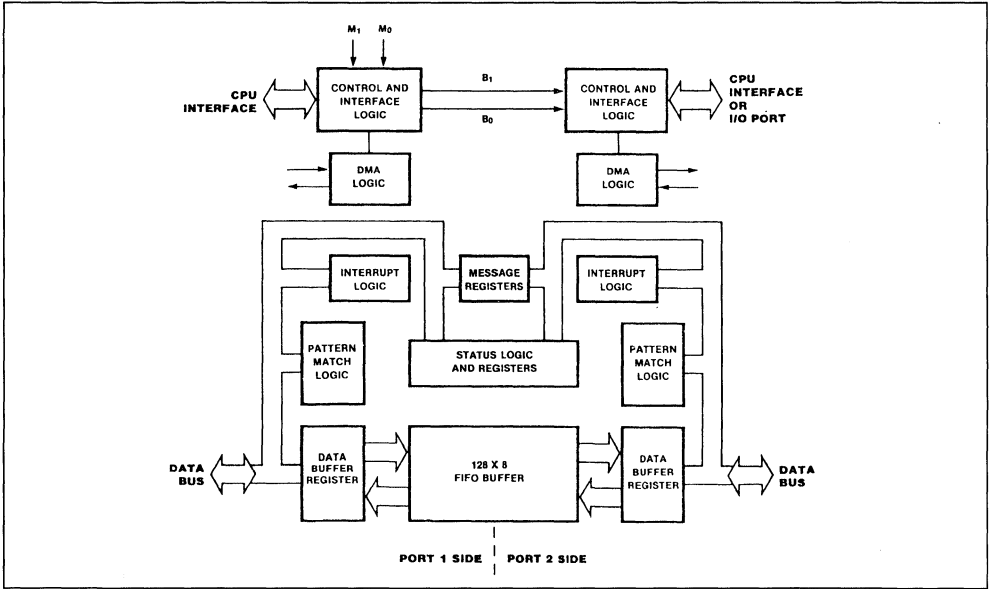 M1 M0
CPU
INTERFACE
CONTROL AND
INTERFACE
LOGIC
B1
B0
CONTROL AND
INTERFACE
LOGIC
CPU
INTERFACE
OR
I/O PORT
DMA
LOGIC
DMA
LOGIC
INTERRUPT
LOGIC
MESSAGE
REGISTERS
INTERRUPT
LOGIC
PATTERN
MATCH
LOGIC
STATUS LOGIC
AND REGISTERS
PATTERN
MATCH
LOGIC
DATA
BUS
DATA
BUFFER
REGISTER
128 X 8
FIFO BUFFER
DATA
BUFFER
REGISTER
DATA
BUS
PORT 1 SIDE
PORT 2 SIDE